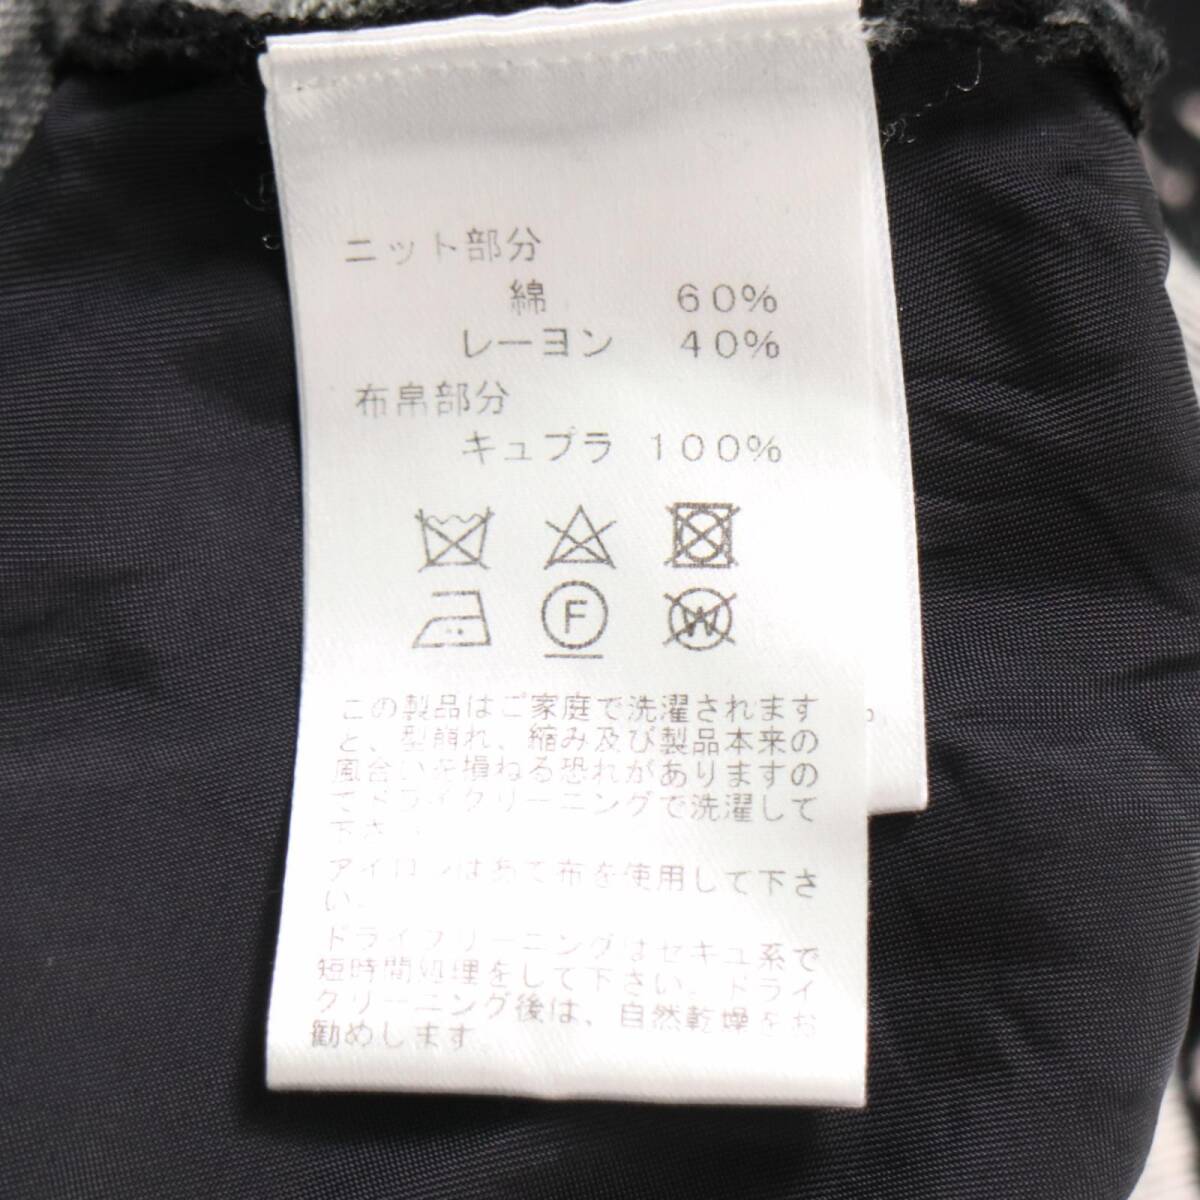 ニット部分
綿 60%
レーヨン 40%
布帛部分
キュプラ 100%
F
W
この製品はご家庭で洗濯されます
と、型崩れ、縮み及び製品本来の
風合いを損ねる恐れがありますの
でドライクリーニングで洗濯して
下さい。
アイロンはあて布を使用して下さ
い。
ドライクリーニングはセキュ系で
短時間処理をして下さい。ドライ
クリーニング後は、自然乾燥をお
勧めします